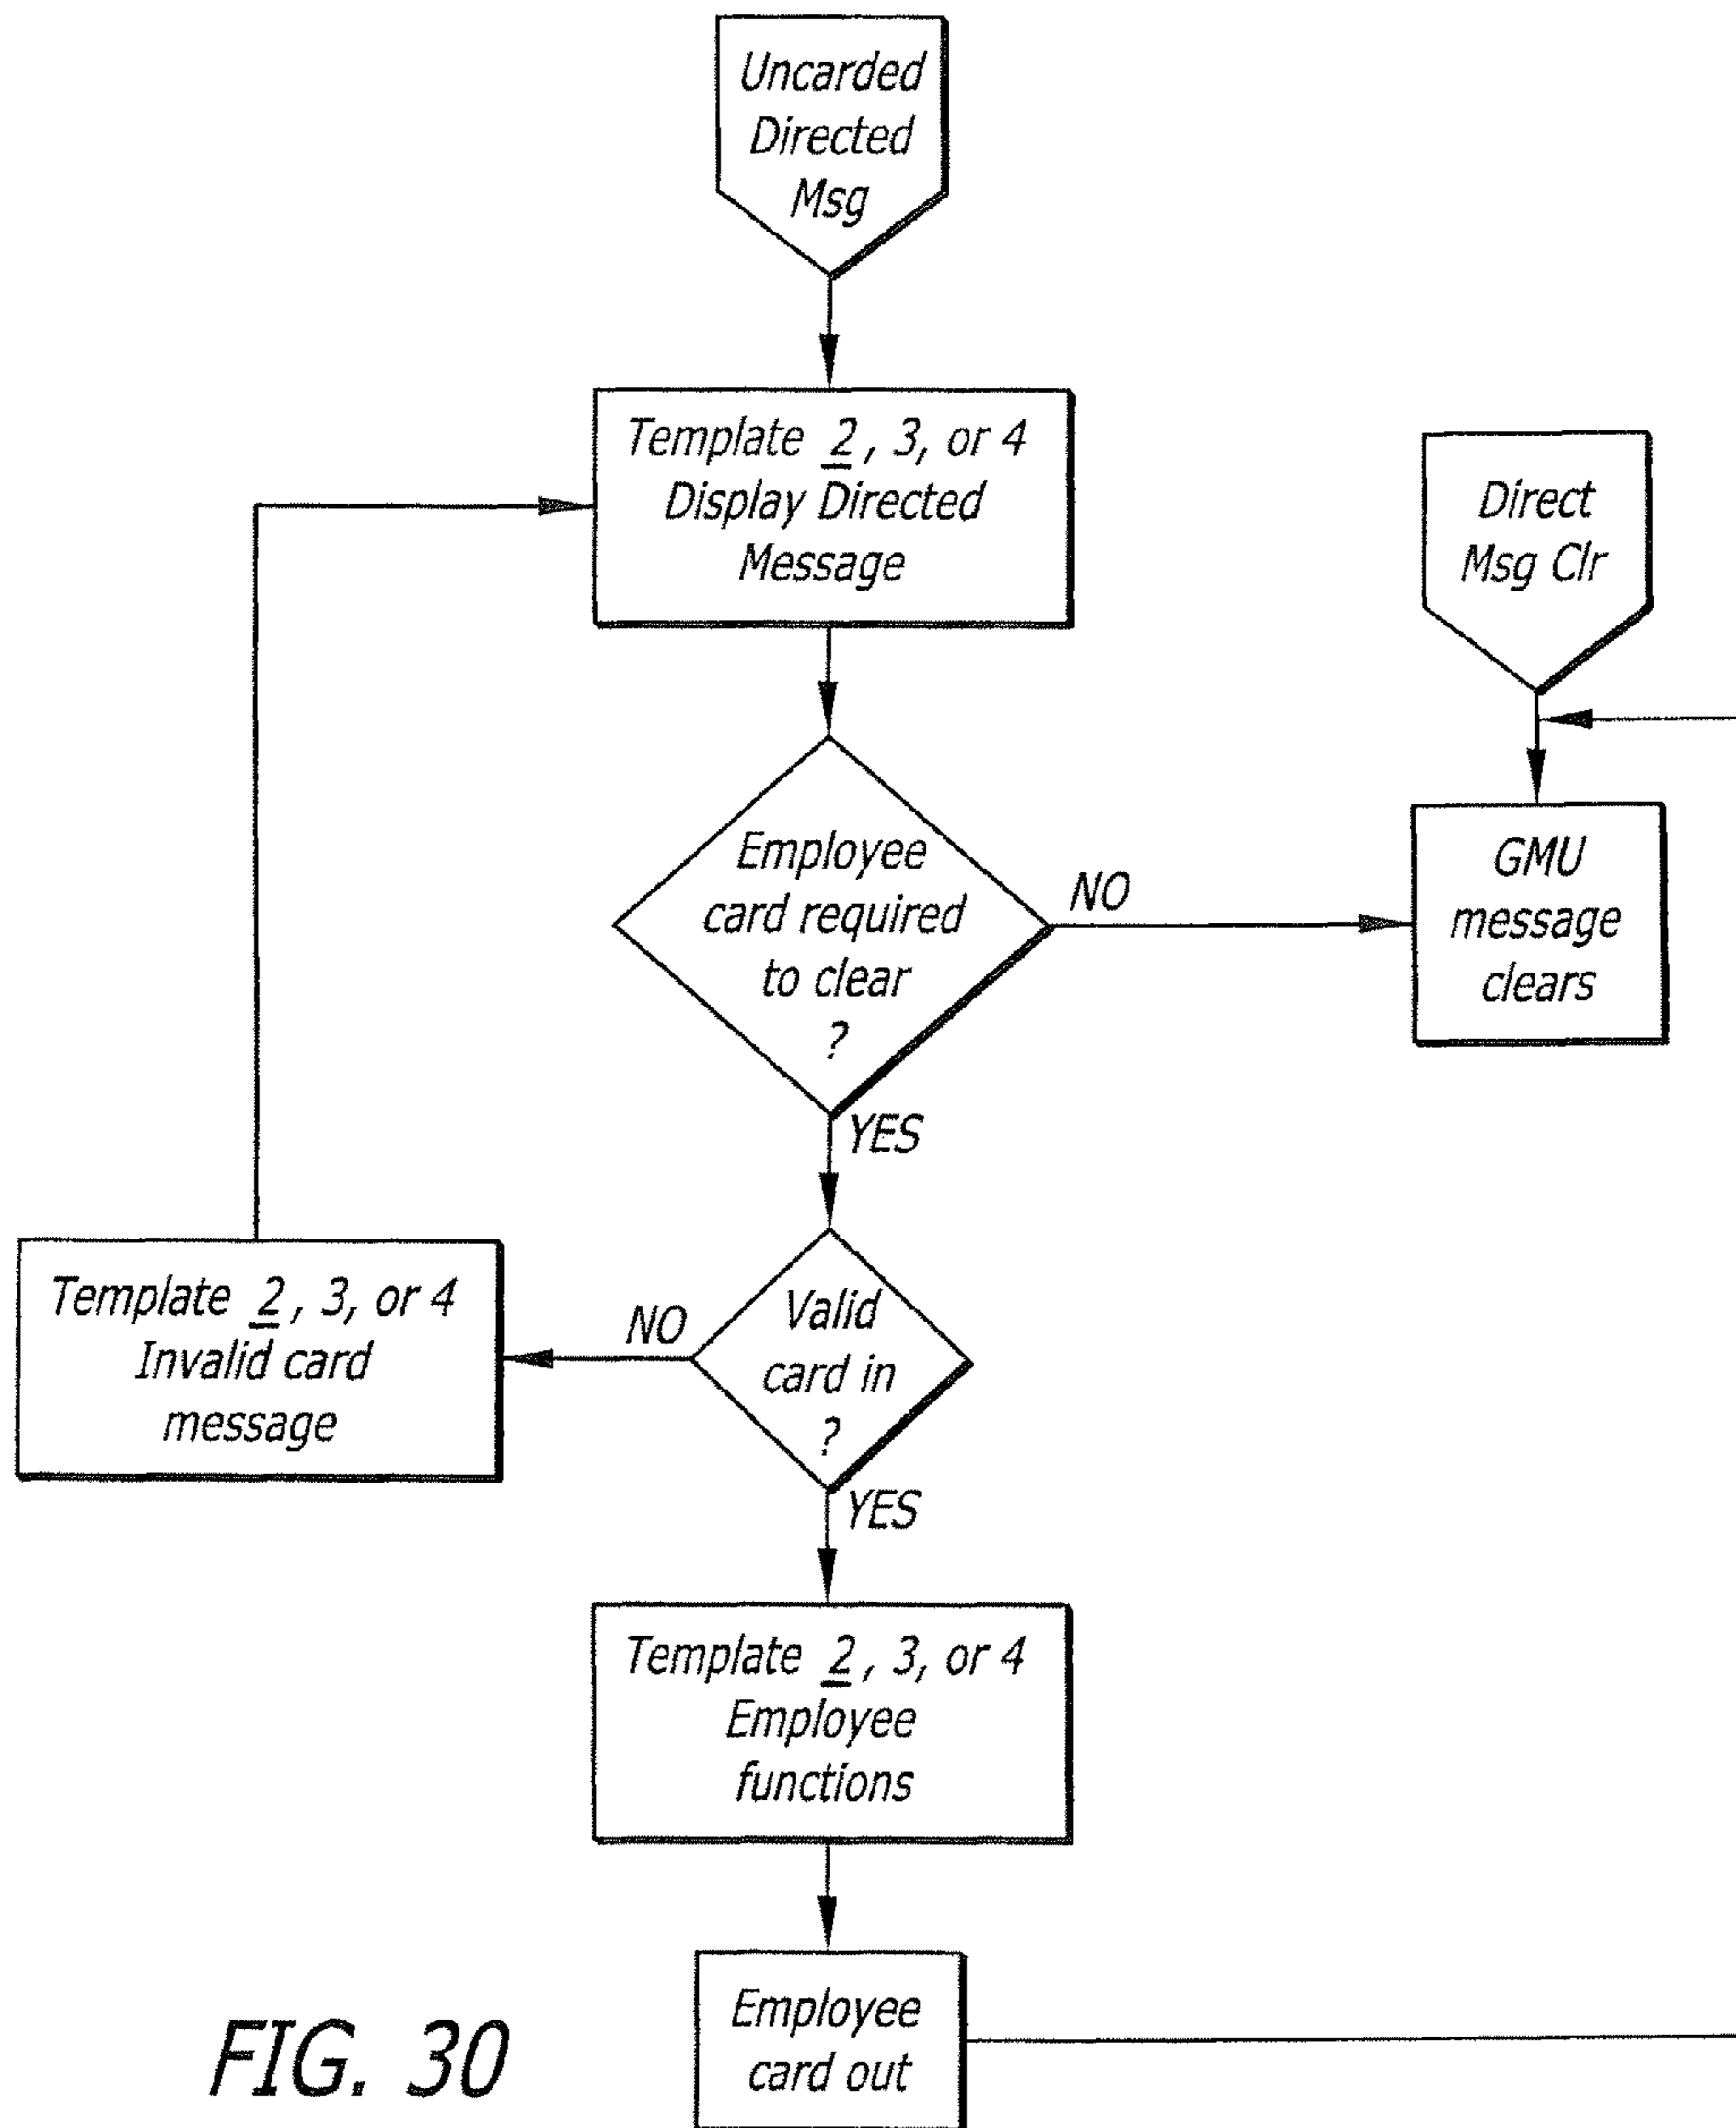 Uncarded
Directed
Msg
Template 2, 3, or 4
Display Directed
Message
Direct
Msg Clr
Employee
card required
to clear
?
NO
GMU
message
clears
YES
Template 2, 3, or 4
Invalid card
message
NO
Valid
card in
?
YES
Template 2, 3, or 4
Employee
functions
Employee
card out
FIG. 30